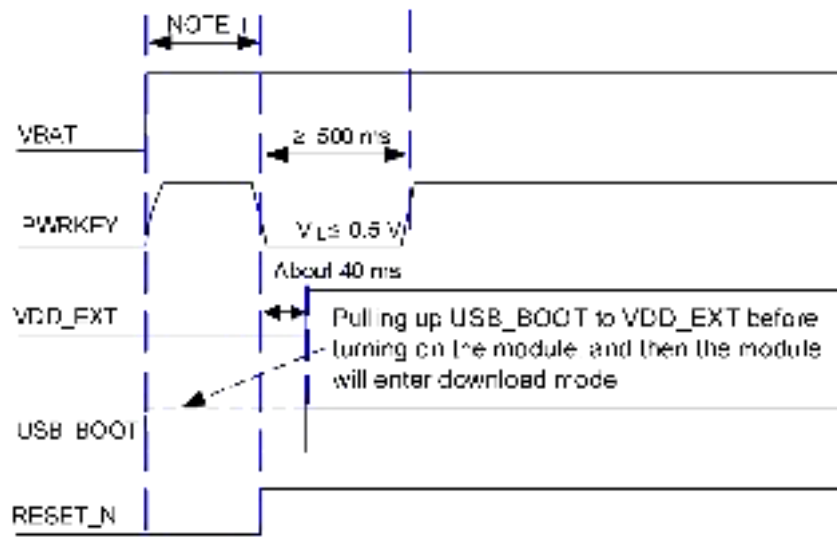 NOTE 1
VBAT
≥ 500 ms
PWRKEY
VL≤ 0.5 V
About 40 ms
VDD_EXT
Pulling up USB_BOOT to VDD_EXT before
turning on the module, and then the module
will enter download mode
USB_BOOT
RESET_N